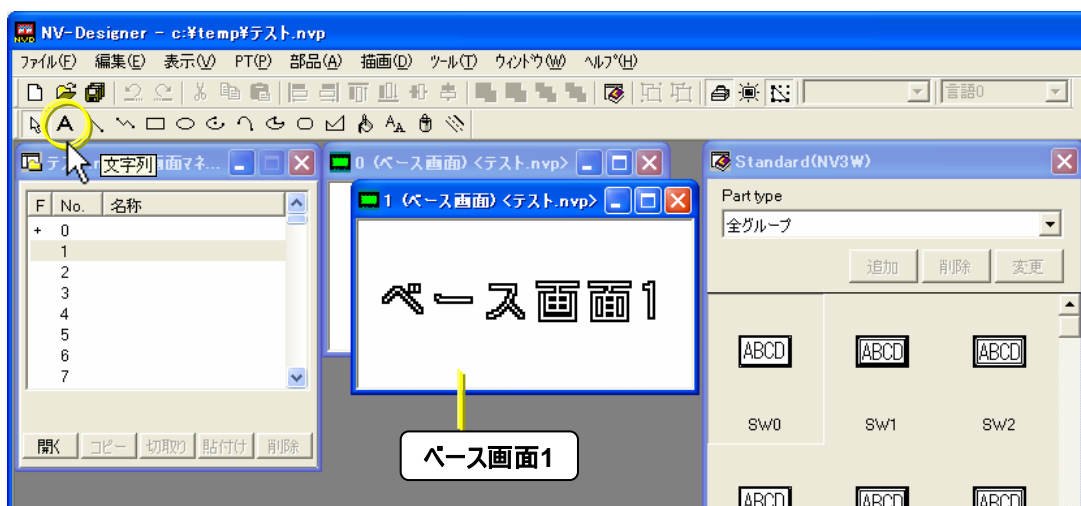 NV-Designer - c:¥temp¥テスト.nvp
ファイル(F) 編集(E) 表示(V) PT(P) 部品(A) 描画(D) ツール(T) ウィンドウ(W) ヘルプ(H)
言語0
文字列
画面マネ...
0 (ベース画面) <テスト.nvp>
Standard(NV3W)
1 (ベース画面) <テスト.nvp>
Part type
全グループ
F No. 名称
+ 0
1
2
3
4
5
6
7
追加 削除 変更
ベース画面1
ABCD ABCD ABCD
SW0 SW1 SW2
開く コピー 切取り 貼付け 削除
ベース画面1
ABCD ABCD ABCD